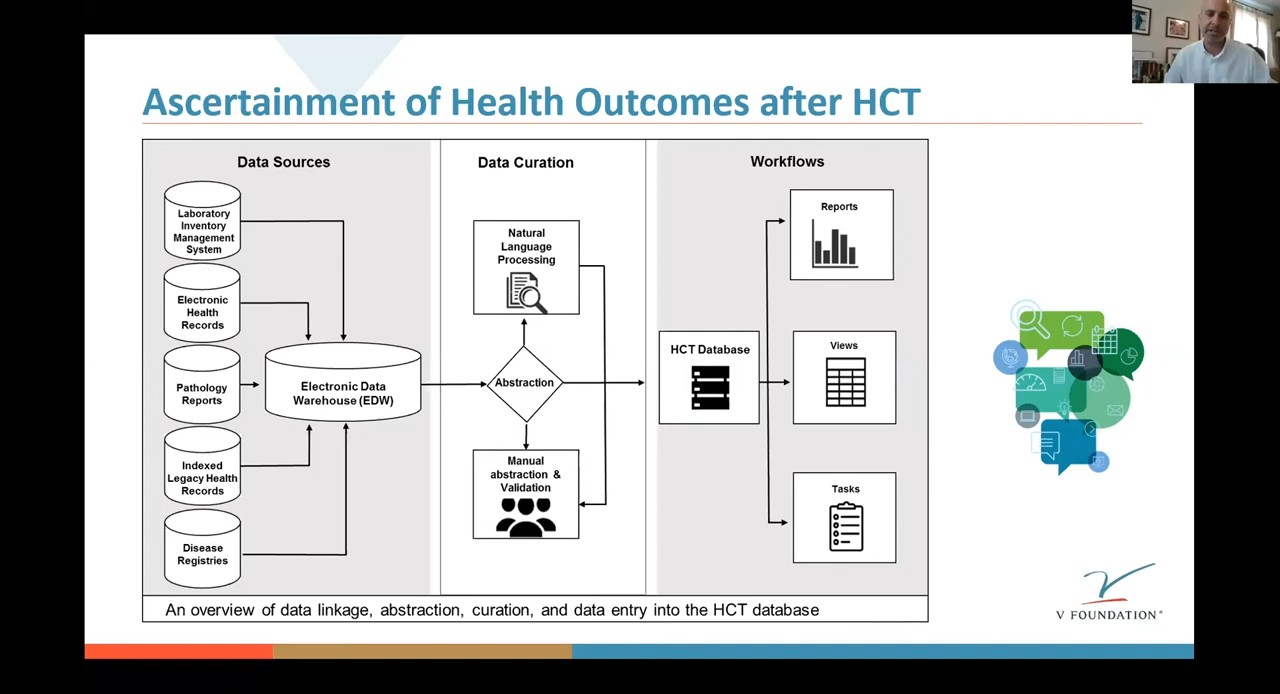 Ascertainment of Health Outcomes after HCT
Data Sources
Laboratory
Inventory
Management
System
Electronic
Health
Records
Pathology
Reports
Indexed
Legacy Health
Records
Disease
Registries
Electronic Data
Warehouse (EDW)
Data Curation
Natural
Language
Processing
Abstraction
Manual
abstraction &
Validation
Workflows
HCT Database
Reports
Views
Tasks
An overview of data linkage, abstraction, curation, and data entry into the HCT database
V FOUNDATION®